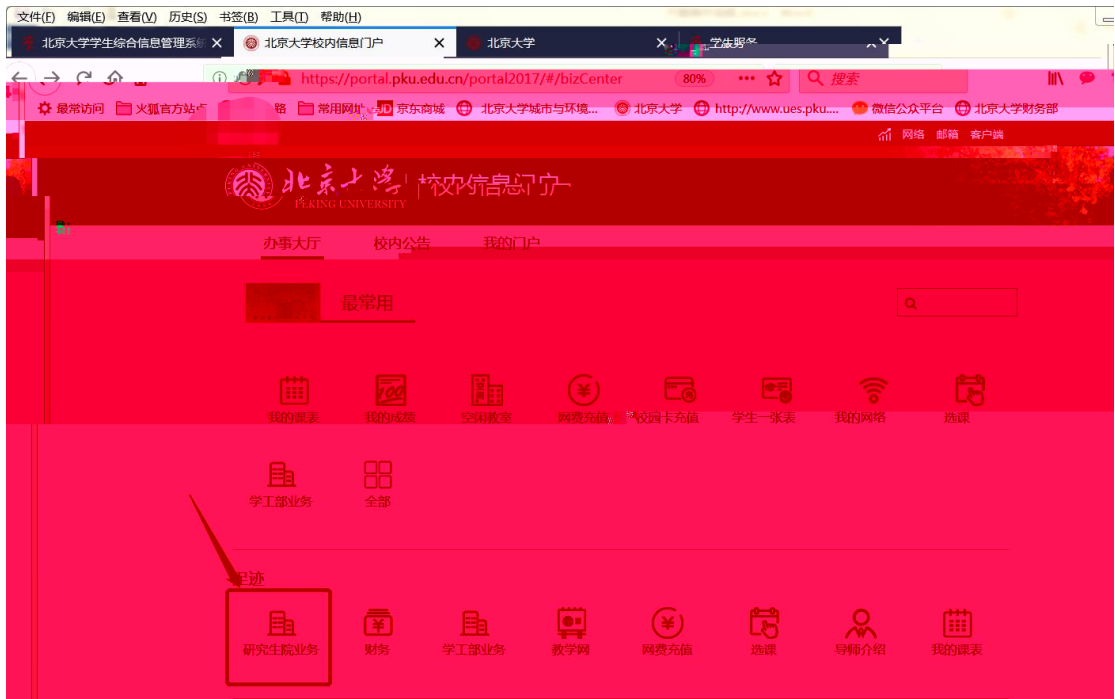 文件(F) 编辑(E) 查看(V) 历史(S) 书签(B) 工具(T) 帮助(H)
北京大学学生综合信息管理系统 北京大学校内信息门户 北京大学 学生服务
https://portal.pku.edu.cn/portal2017/#/bizCenter 80% 搜索
最常访问 火狐官方站点 常用网址 JD 京东商城 北京大学城市与环境... 北京大学 http://www.ues.pku.... 微信公众平台 北京大学财务部
网络 邮箱 客户端
北京大学 校内信息门户
PEKING UNIVERSITY
办事大厅 校内公告 我的门户
最常用
我的课表 我的成绩 空闲教室 网费充值 校园卡充值 学生一张表 我的网络 选课
学工部业务 全部
足迹
研究生院业务 财务 学工部业务 教学网 网费充值 选课 导师介绍 我的课表